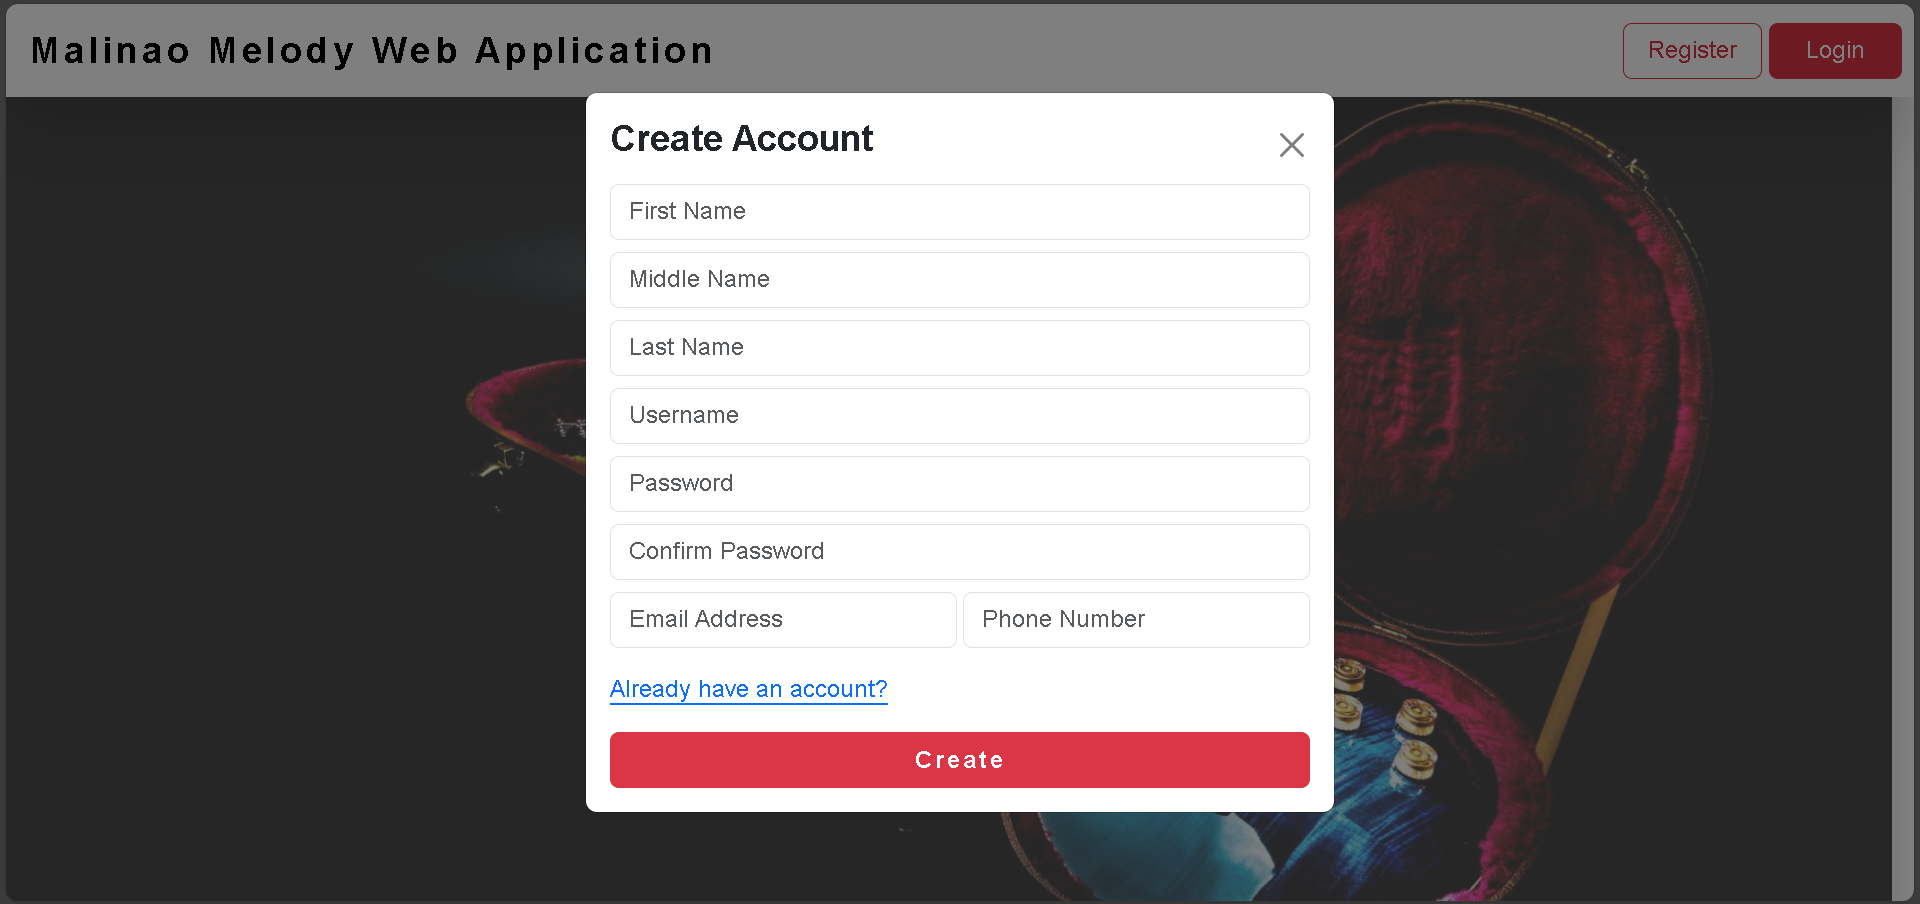 Malinao Melody Web Application
Register
Login
Create Account
First Name
Middle Name
Last Name
Username
Password
Confirm Password
Email Address
Phone Number
Already have an account?
Create